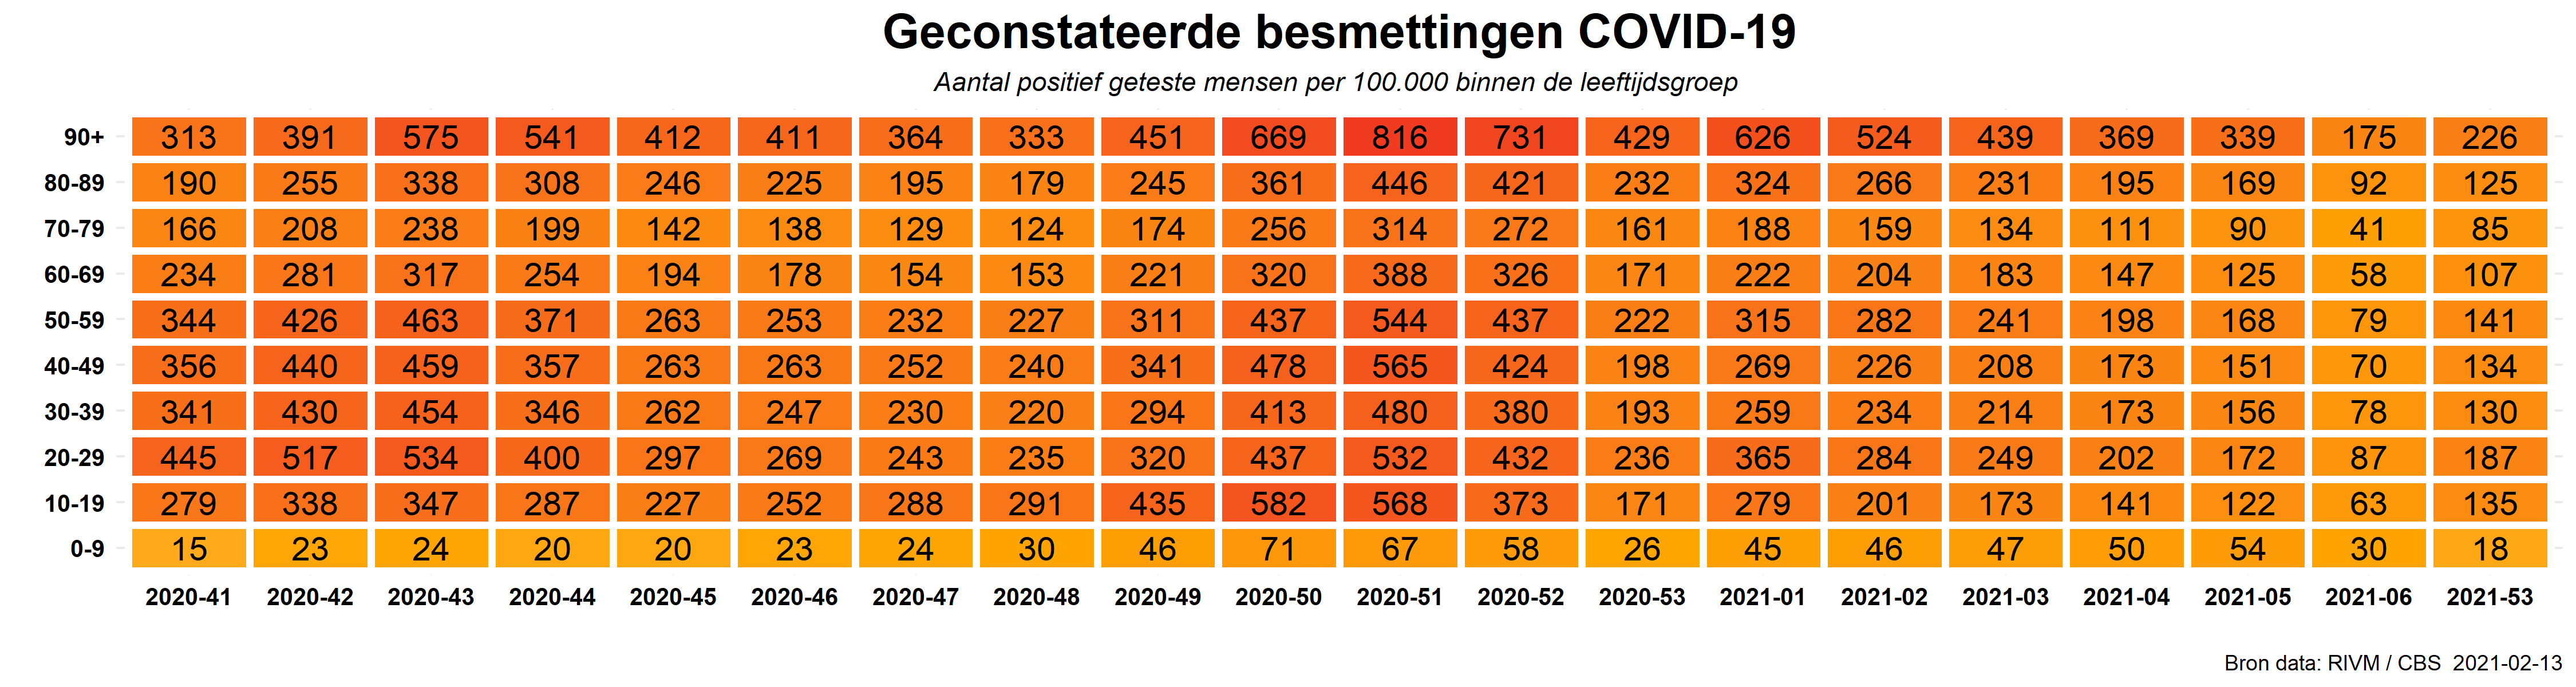 Geconstateerde besmettingen COVID-19
Aantal positief geteste mensen per 100.000 binnen de leeftijdsgroep
90+ 313 391 575 541 412 411 364 333 451 669 816 731 429 626 524 439 369 339 175 226
80-89 190 255 338 308 246 225 195 179 245 361 446 421 232 324 266 231 195 169 92 125
70-79 166 208 238 199 142 138 129 124 174 256 314 272 161 188 159 134 111 90 41 85
60-69 234 281 317 254 194 178 154 153 221 320 388 326 171 222 204 183 147 125 58 107
50-59 344 426 463 371 263 253 232 227 311 437 544 437 222 315 282 241 198 168 79 141
40-49 356 440 459 357 263 263 252 240 341 478 565 424 198 269 226 208 173 151 70 134
30-39 341 430 454 346 262 247 230 220 294 413 480 380 193 259 234 214 173 156 78 130
20-29 445 517 534 400 297 269 243 235 320 437 532 432 236 365 284 249 202 172 87 187
10-19 279 338 347 287 227 252 288 291 435 582 568 373 171 279 201 173 141 122 63 135
0-9 15 23 24 20 20 23 24 30 46 71 67 58 26 45 46 47 50 54 30 18
2020-41 2020-42 2020-43 2020-44 2020-45 2020-46 2020-47 2020-48 2020-49 2020-50 2020-51 2020-52 2020-53 2021-01 2021-02 2021-03 2021-04 2021-05 2021-06 2021-53
Bron data: RIVM / CBS 2021-02-13